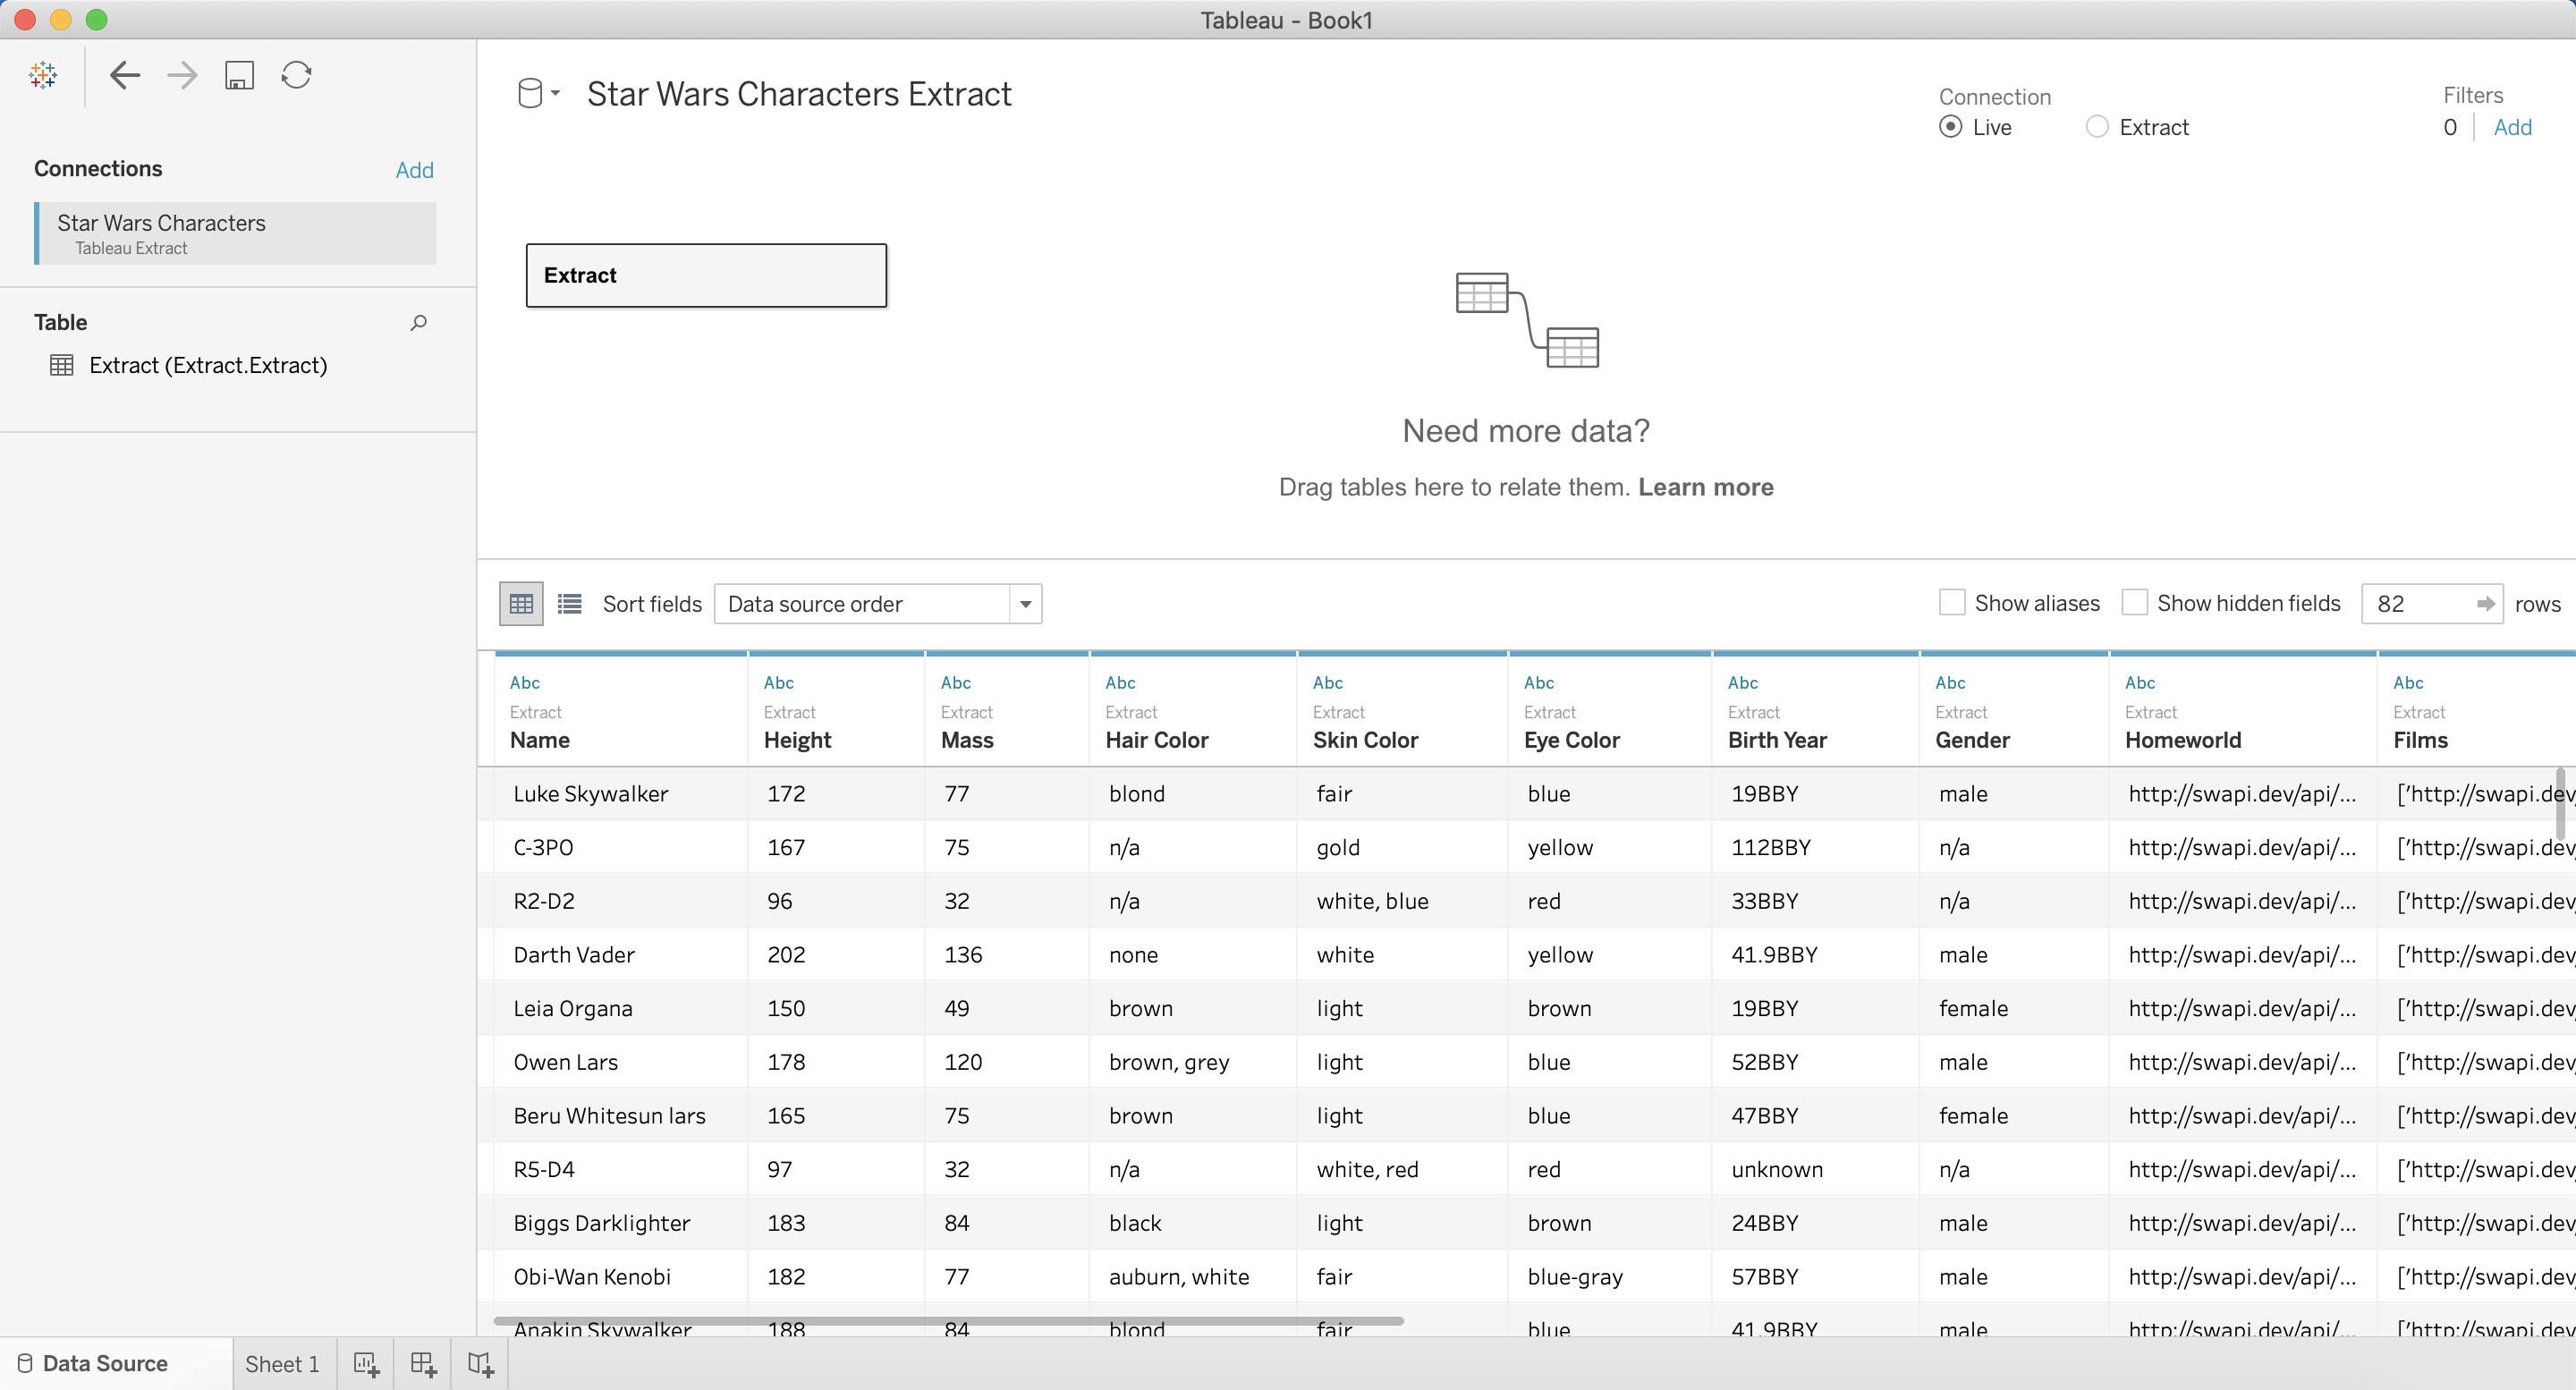 Tableau - Book1
Star Wars Characters Extract
Connection
Live Extract
Filters
0 Add
Connections Add
Star Wars Characters
Tableau Extract
Table
Extract (Extract.Extract)
Extract
Need more data?
Drag tables here to relate them. Learn more
Sort fields Data source order Show aliases Show hidden fields 82 rows
Abc Abc Abc Abc Abc Abc Abc Abc Abc Abc
Extract Extract Extract Extract Extract Extract Extract Extract Extract Extract
Name Height Mass Hair Color Skin Color Eye Color Birth Year Gender Homeworld Films
Luke Skywalker 172 77 blond fair blue 19BBY male http://swapi.dev/api/... ['http://swapi.dev/
C-3PO 167 75 n/a gold yellow 112BBY n/a http://swapi.dev/api/... ['http://swapi.dev/
R2-D2 96 32 n/a white, blue red 33BBY n/a http://swapi.dev/api/... ['http://swapi.dev/
Darth Vader 202 136 none white yellow 41.9BBY male http://swapi.dev/api/... ['http://swapi.dev/
Leia Organa 150 49 brown light brown 19BBY female http://swapi.dev/api/... ['http://swapi.dev/
Owen Lars 178 120 brown, grey light blue 52BBY male http://swapi.dev/api/... ['http://swapi.dev/
Beru Whitesun lars 165 75 brown light blue 47BBY female http://swapi.dev/api/... ['http://swapi.dev/
R5-D4 97 32 n/a white, red red unknown n/a http://swapi.dev/api/... ['http://swapi.dev/
Biggs Darklighter 183 84 black light brown 24BBY male http://swapi.dev/api/... ['http://swapi.dev/
Obi-Wan Kenobi 182 77 auburn, white fair blue-gray 57BBY male http://swapi.dev/api/... ['http://swapi.dev/
Anakin Skywalker 188 84 blond fair blue 41.9BBY male http://swapi.dev/api/... ['http://swapi.dev/
Data Source Sheet 1